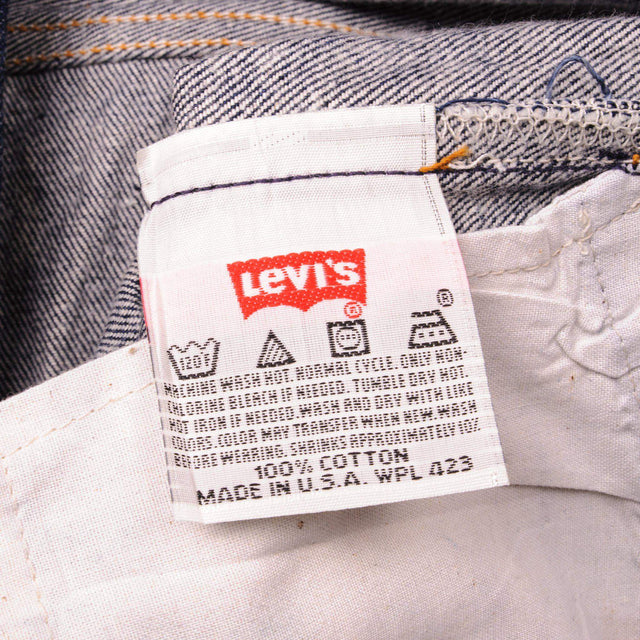 LEVI'S
®
®
MACHINE WASH HOT. NORMAL CYCLE. ONLY NON-
CHLORINE BLEACH IF NEEDED. TUMBLE DRY HOT
HOT IRON IF NEEDED. WASH AND DRY WITH LIKE
COLORS. COLOR MAY TRANSFER WHEN NEW. WASH
BEFORE WEARING. SHRINKS APPROXIMATELY 10%
100% COTTON
MADE IN U.S.A. WPL 423